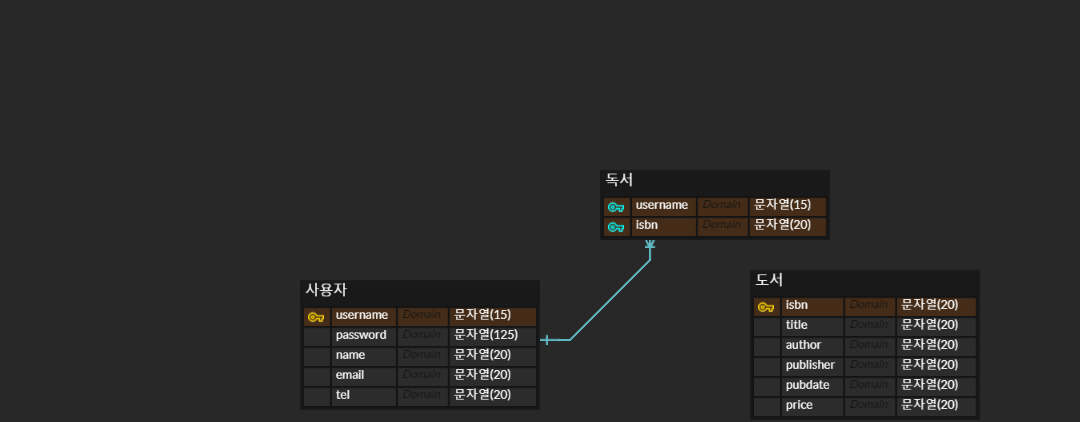 독서
username Domain 문자열(15)
isbn Domain 문자열(20)
사용자
username Domain 문자열(15)
password Domain 문자열(125)
name Domain 문자열(20)
email Domain 문자열(20)
tel Domain 문자열(20)
도서
isbn Domain 문자열(20)
title Domain 문자열(20)
author Domain 문자열(20)
publisher Domain 문자열(20)
pubdate Domain 문자열(20)
price Domain 문자열(20)